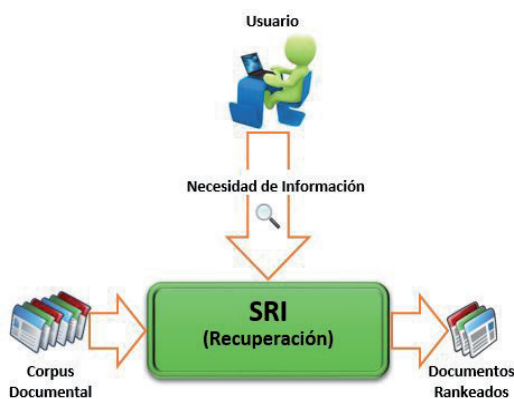 Usuario
Necesidad de Información
SRI
(Recuperación)
Corpus
Documental
Documentos
Rankeados